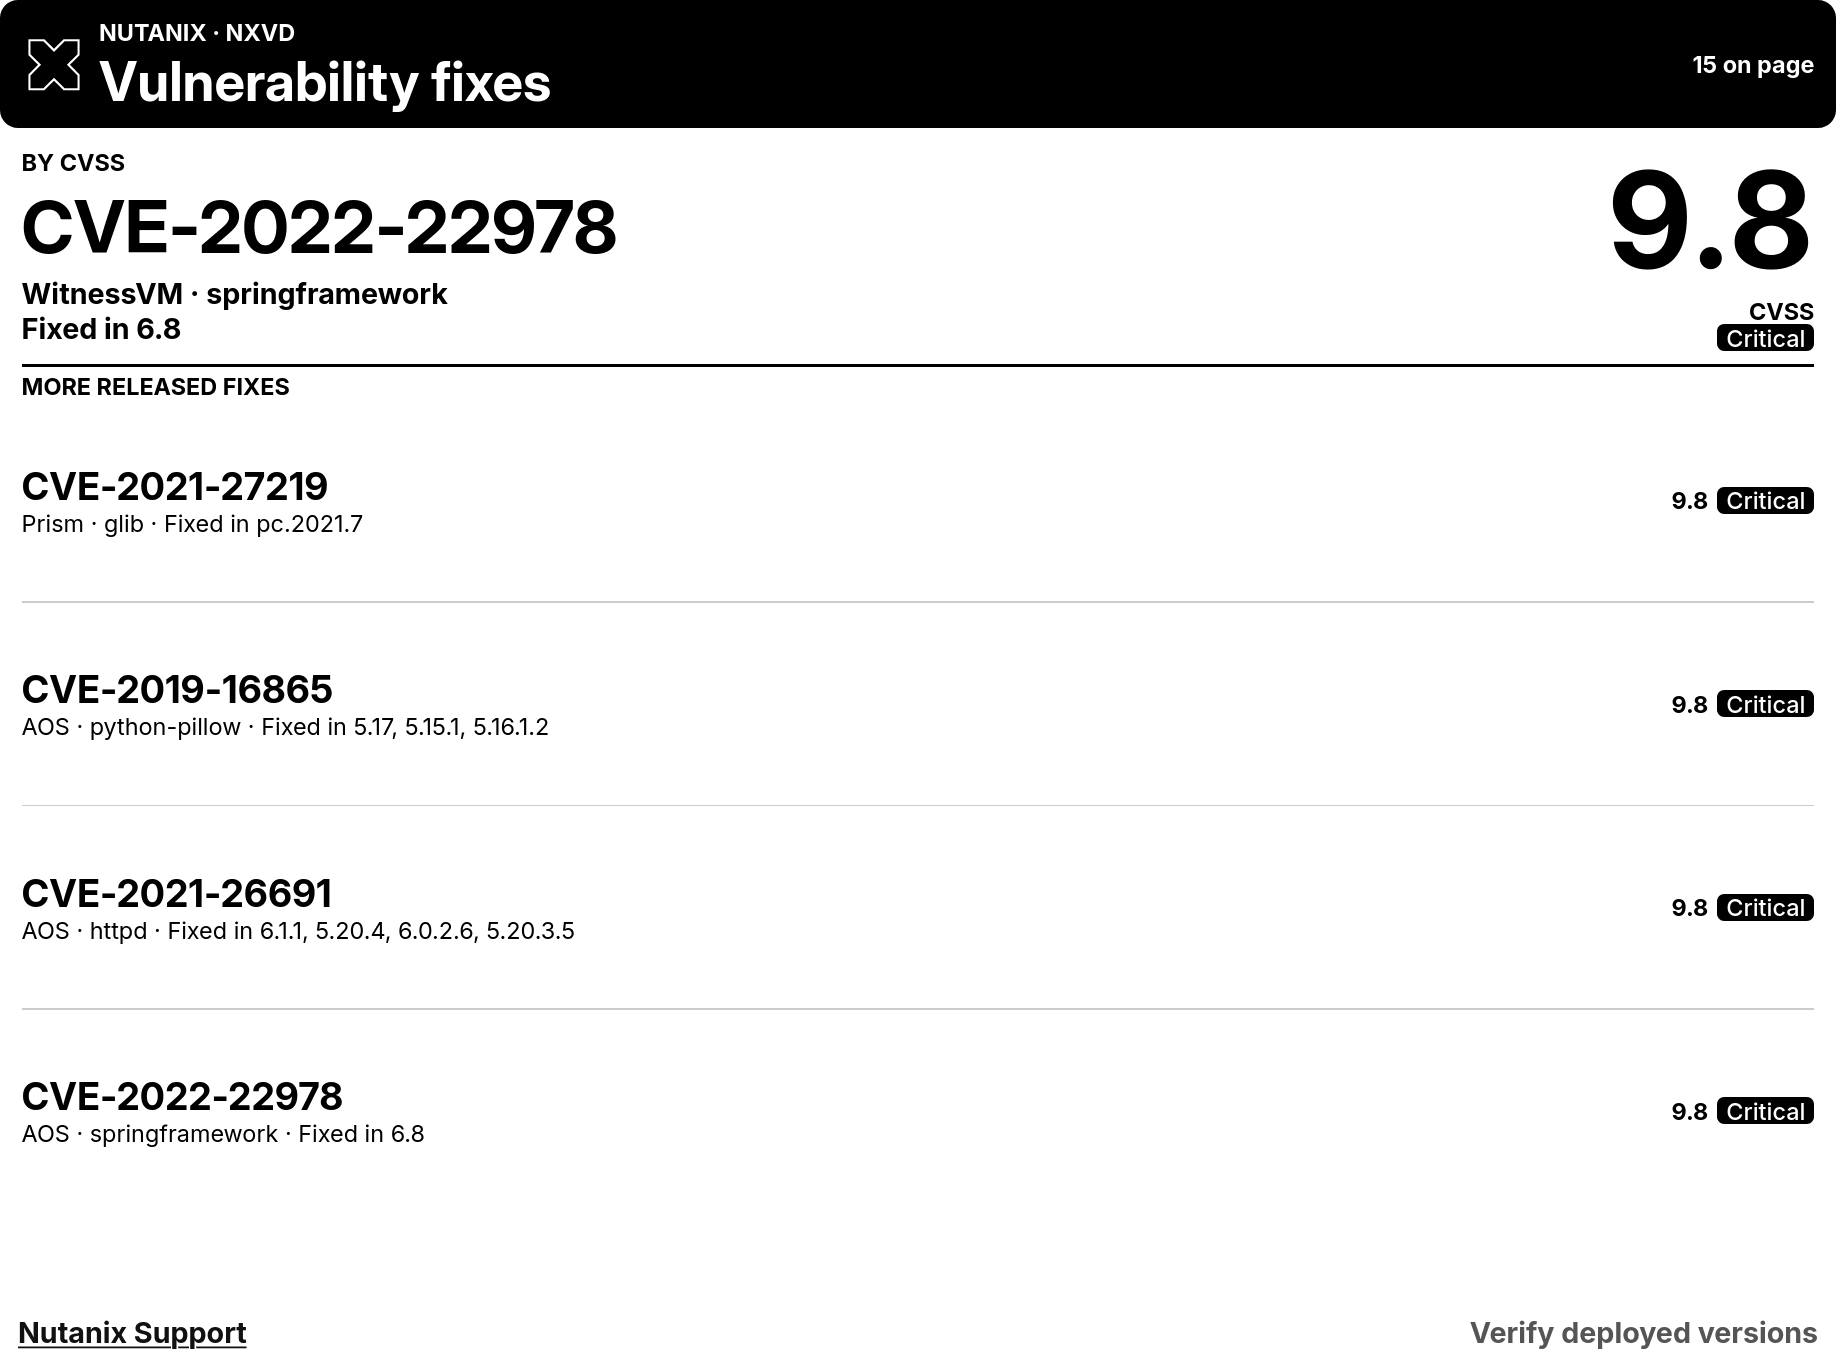 NUTANIX · NXVD
Vulnerability fixes
15 on page
BY CVSS
CVE-2022-22978
9.8
WitnessVM · springframework
Fixed in 6.8
CVSS
Critical
MORE RELEASED FIXES
CVE-2021-27219
Prism · glib · Fixed in pc.2021.7
9.8 Critical
CVE-2019-16865
AOS · python-pillow · Fixed in 5.17, 5.15.1, 5.16.1.2
9.8 Critical
CVE-2021-26691
AOS · httpd · Fixed in 6.1.1, 5.20.4, 6.0.2.6, 5.20.3.5
9.8 Critical
CVE-2022-22978
AOS · springframework · Fixed in 6.8
9.8 Critical
Nutanix Support
Verify deployed versions